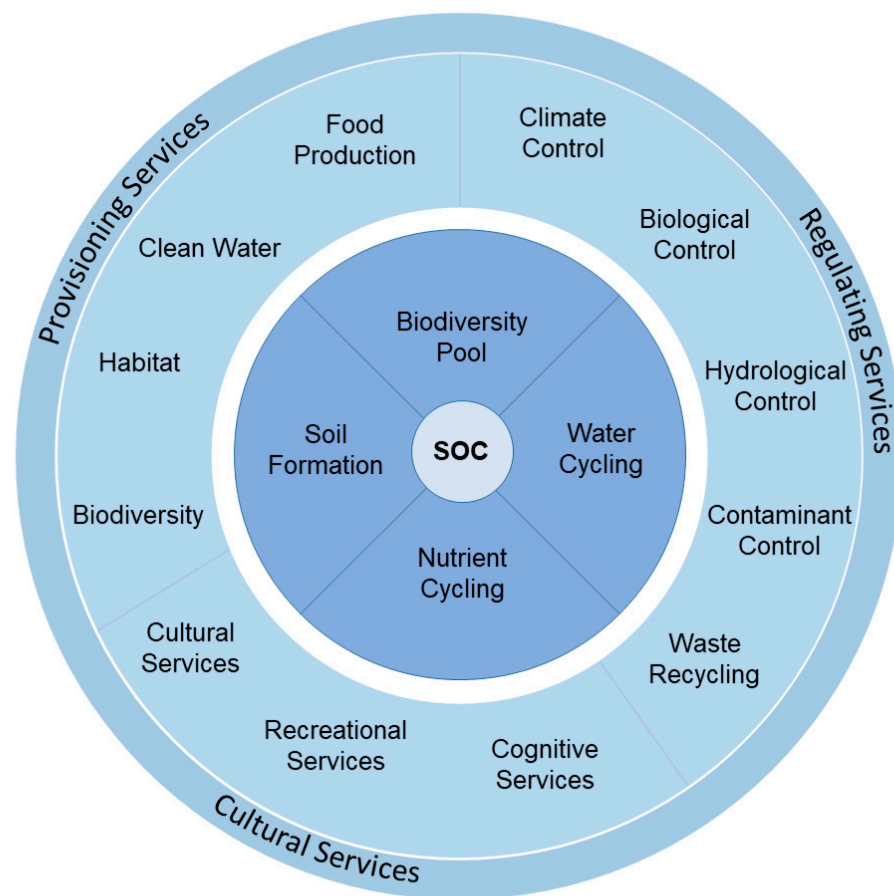 Provisioning Services
Food
Production
Clean Water
Habitat
Biodiversity
Regulating Services
Climate
Control
Biological
Control
Hydrological
Control
Contaminant
Control
Waste
Recycling
Cultural Services
Cultural
Services
Recreational
Services
Cognitive
Services
Biodiversity
Pool
Soil
Formation
SOC
Water
Cycling
Nutrient
Cycling